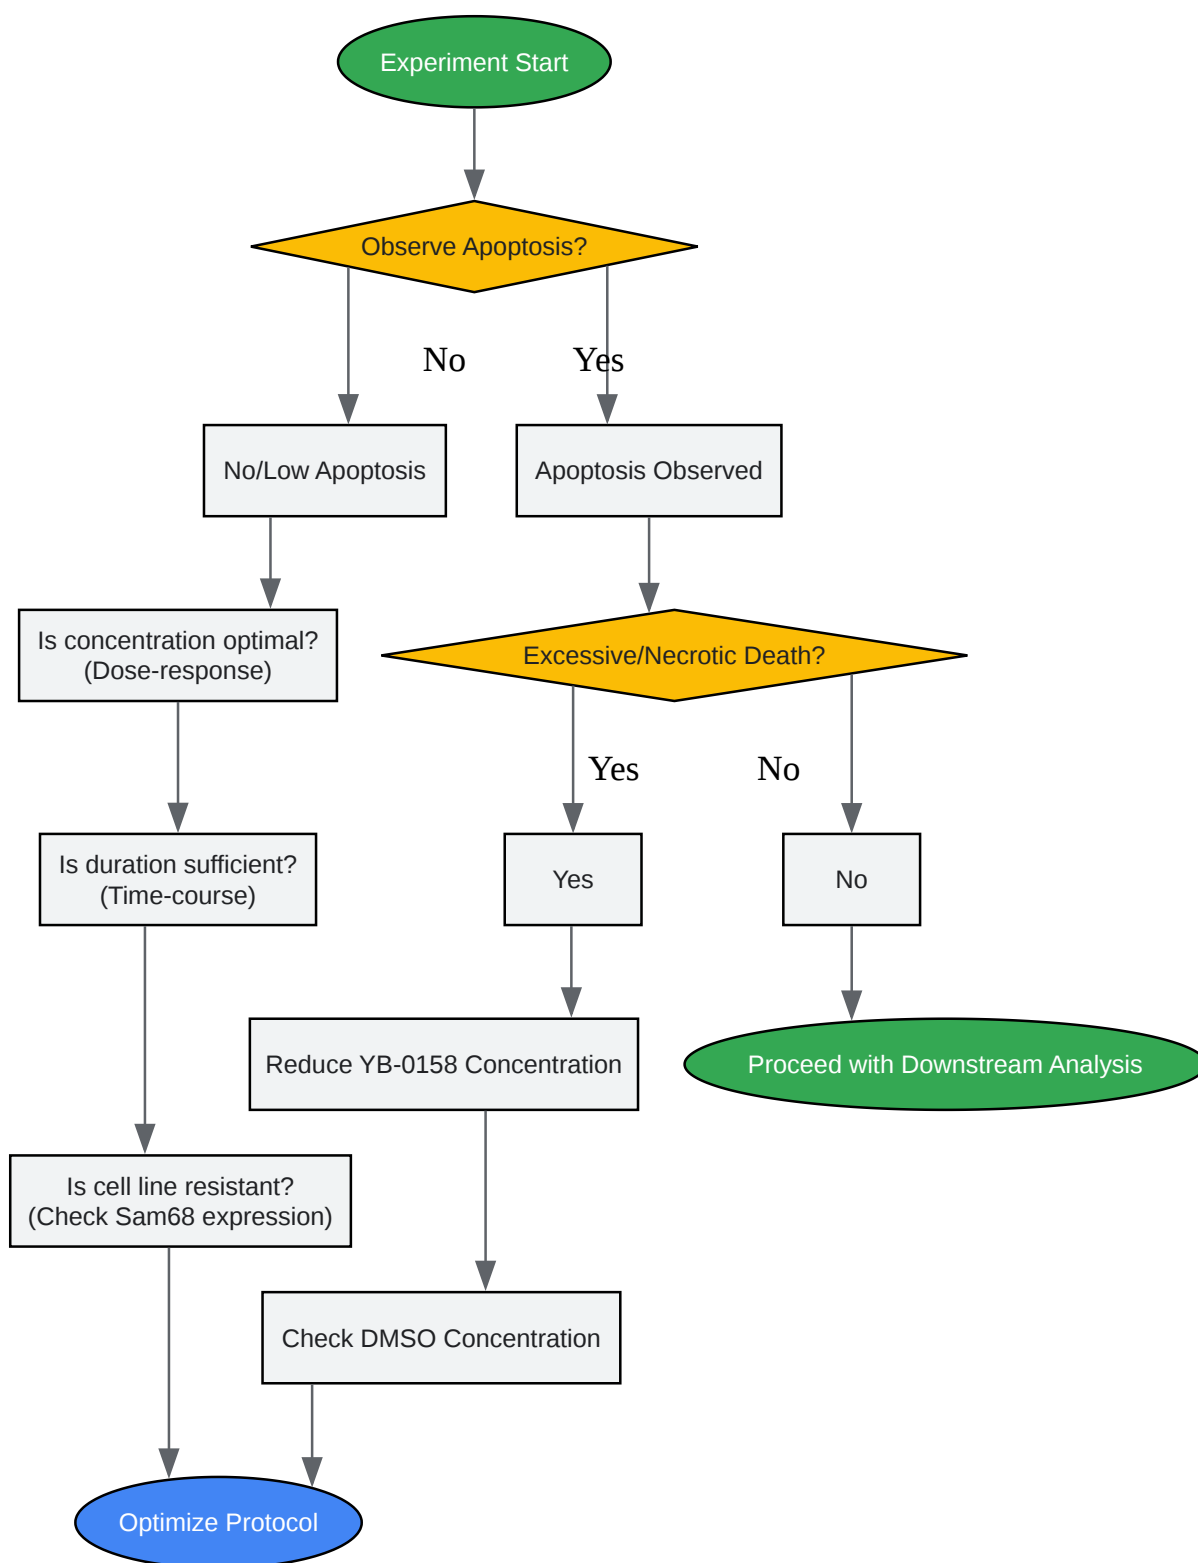 Experiment Start
Observe Apoptosis?
No
Yes
No/Low Apoptosis
Apoptosis Observed
Is concentration optimal?
(Dose-response)
Excessive/Necrotic Death?
Yes
No
Is duration sufficient?
(Time-course)
Yes
No
Reduce YB-0158 Concentration
Proceed with Downstream Analysis
Is cell line resistant?
(Check Sam68 expression)
Check DMSO Concentration
Optimize Protocol